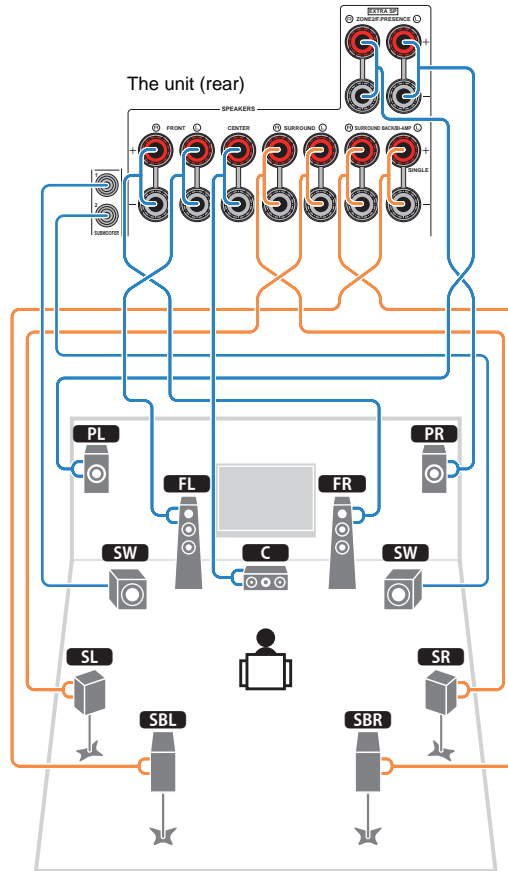 EXTRA SP
Ⓡ ZONE2/F.PRESENCE Ⓛ
+
−
The unit (rear)
SPEAKERS
Ⓡ FRONT Ⓛ CENTER Ⓡ SURROUND Ⓛ Ⓡ SURROUND BACK/BI-AMP Ⓛ
+ +
SINGLE
− −
1
2
SUBWOOFER
PL PR
FL FR
SW C SW
SL SR
SBL SBR